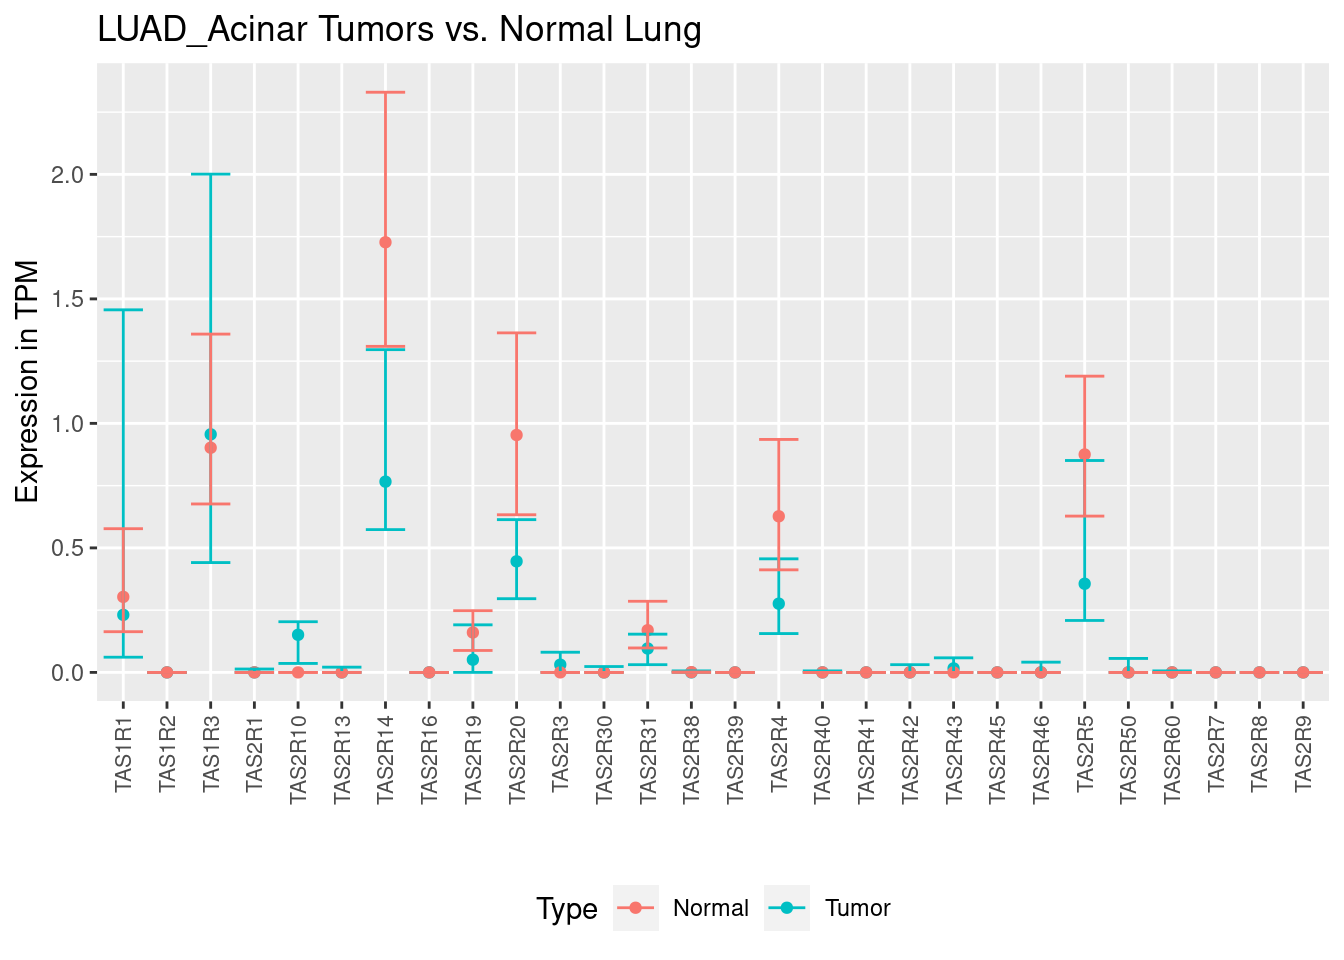 LUAD_Acinar Tumors vs. Normal Lung
Expression in TPM
2.0
1.5
1.0
0.5
0.0
TAS1R1
TAS1R2
TAS1R3
TAS2R1
TAS2R10
TAS2R13
TAS2R14
TAS2R16
TAS2R19
TAS2R20
TAS2R3
TAS2R30
TAS2R31
TAS2R38
TAS2R39
TAS2R4
TAS2R40
TAS2R41
TAS2R42
TAS2R43
TAS2R45
TAS2R46
TAS2R5
TAS2R50
TAS2R60
TAS2R7
TAS2R8
TAS2R9
Type Normal Tumor